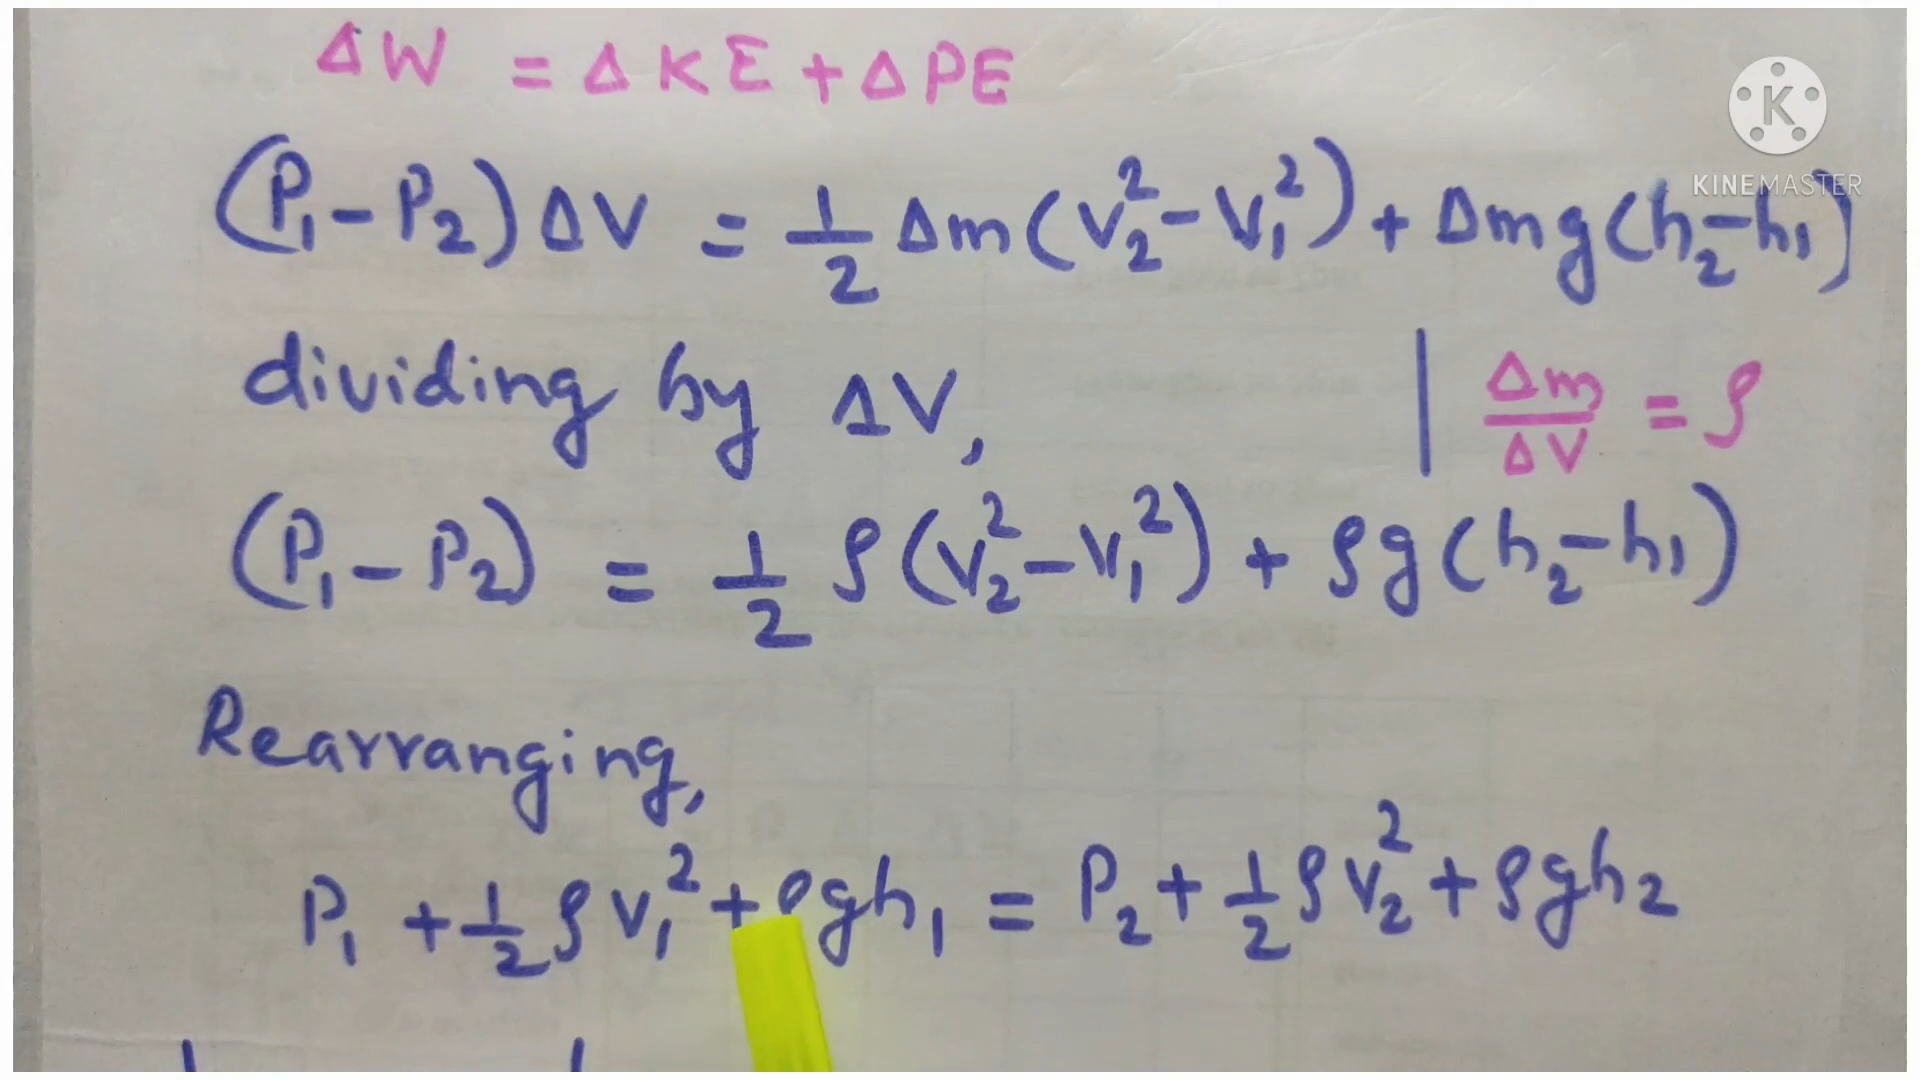 ΔW = ΔKE + ΔPE
K
KINEMASTER
(P₁ - P₂) ΔV = 1/2 Δm (v₂² - v₁²) + Δmg (h₂ - h₁)
dividing by ΔV, | Δm/ΔV = ρ
(P₁ - P₂) = 1/2 ρ (v₂² - v₁²) + ρg (h₂ - h₁)
Rearranging,
P₁ + 1/2 ρv₁² + ρgh₁ = P₂ + 1/2 ρv₂² + ρgh₂